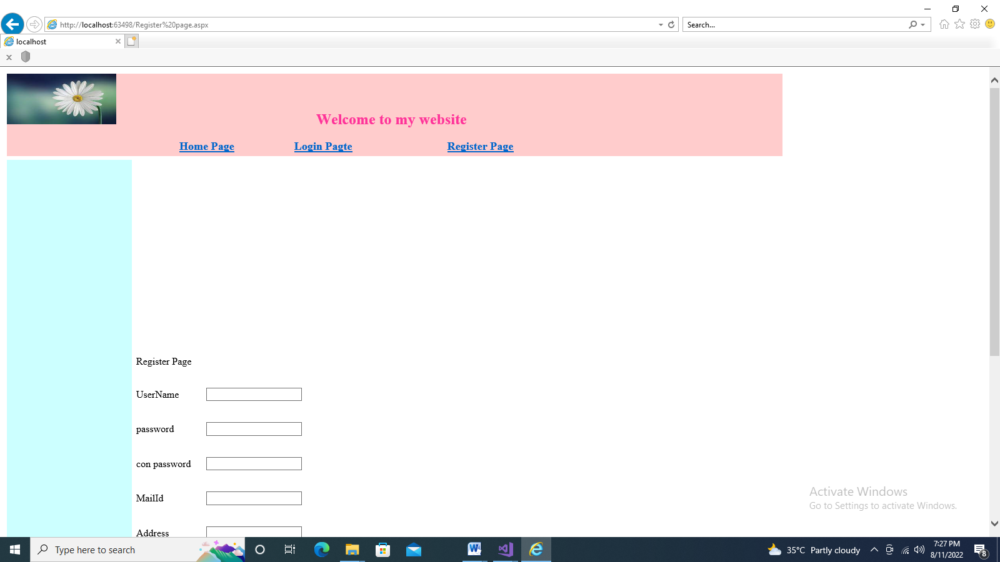 http://localhost:63498/Register%20page.aspx
Search...
localhost
Welcome to my website
Home Page Login Pagte Register Page
Register Page
UserName
password
con password
MailId
Address
Activate Windows
Go to Settings to activate Windows.
Type here to search
35°C Partly cloudy
7:27 PM
8/11/2022
8